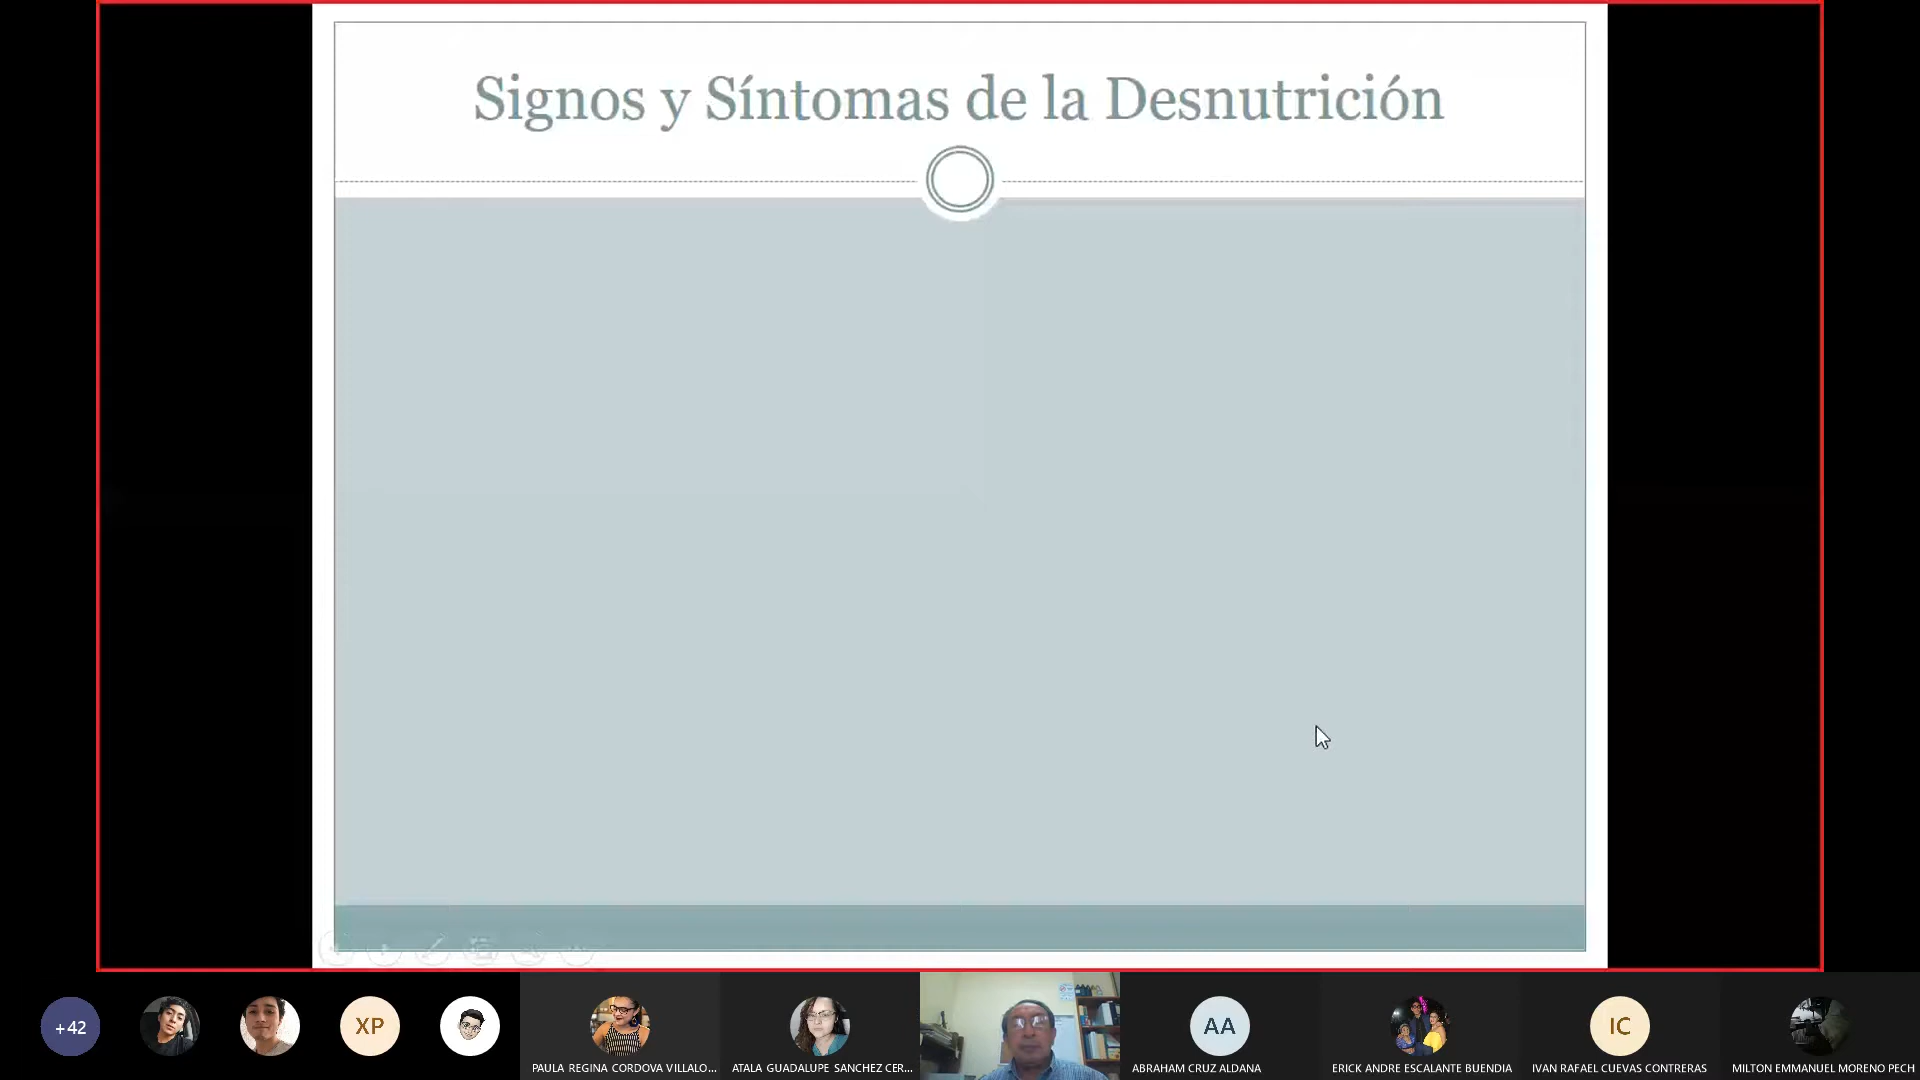 Signos y Síntomas de la Desnutrición
+42
XP
PAULA REGINA CORDOVA VILLALO...
ATALA GUADALUPE SANCHEZ CER...
AA
ABRAHAM CRUZ ALDANA
ERICK ANDRE ESCALANTE BUENDIA
IC
IVAN RAFAEL CUEVAS CONTRERAS
MILTON EMMANUEL MORENO PECH